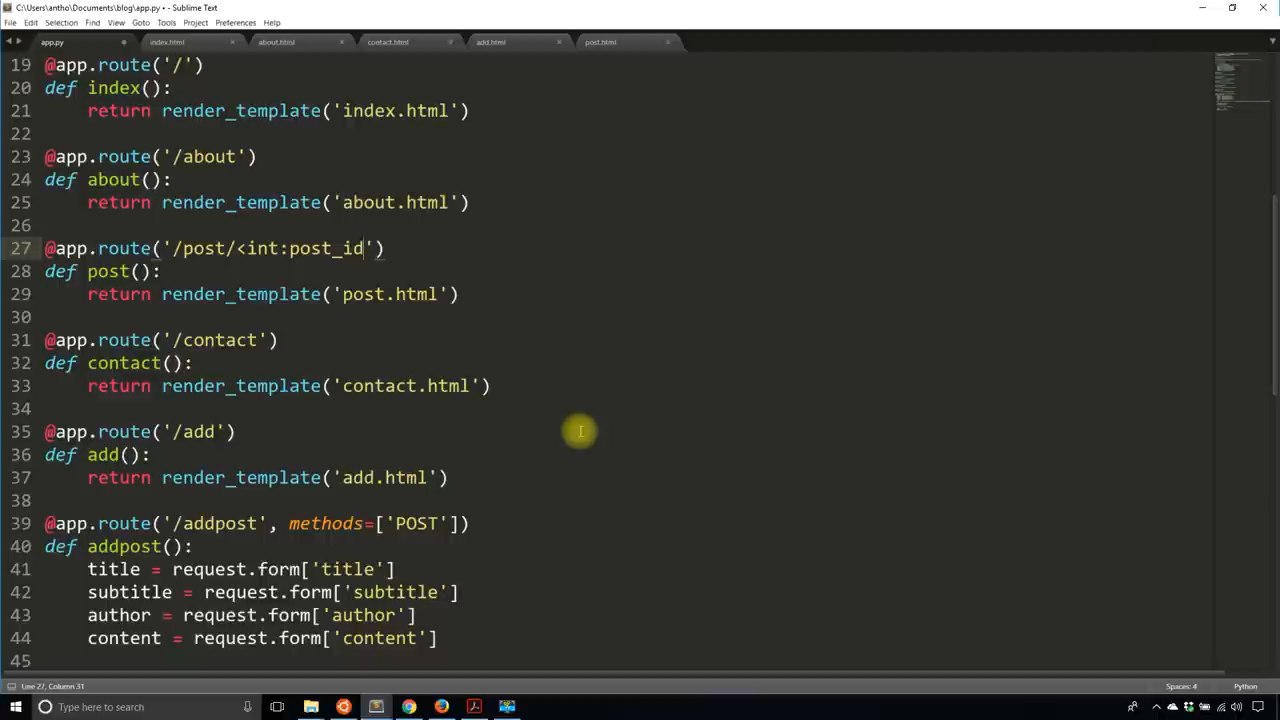 C:\Users\antho\Documents\blog\app.py • - Sublime Text
File Edit Selection Find View Goto Tools Project Preferences Help
app.py index.html about.html contact.html add.html post.html
19 @app.route('/')
20 def index():
21 return render_template('index.html')
22
23 @app.route('/about')
24 def about():
25 return render_template('about.html')
26
27 @app.route('/post/<int:post_id')
28 def post():
29 return render_template('post.html')
30
31 @app.route('/contact')
32 def contact():
33 return render_template('contact.html')
34
35 @app.route('/add')
36 def add():
37 return render_template('add.html')
38
39 @app.route('/addpost', methods=['POST'])
40 def addpost():
41 title = request.form['title']
42 subtitle = request.form['subtitle']
43 author = request.form['author']
44 content = request.form['content']
45
Line 27, Column 31 Spaces: 4 Python
Type here to search